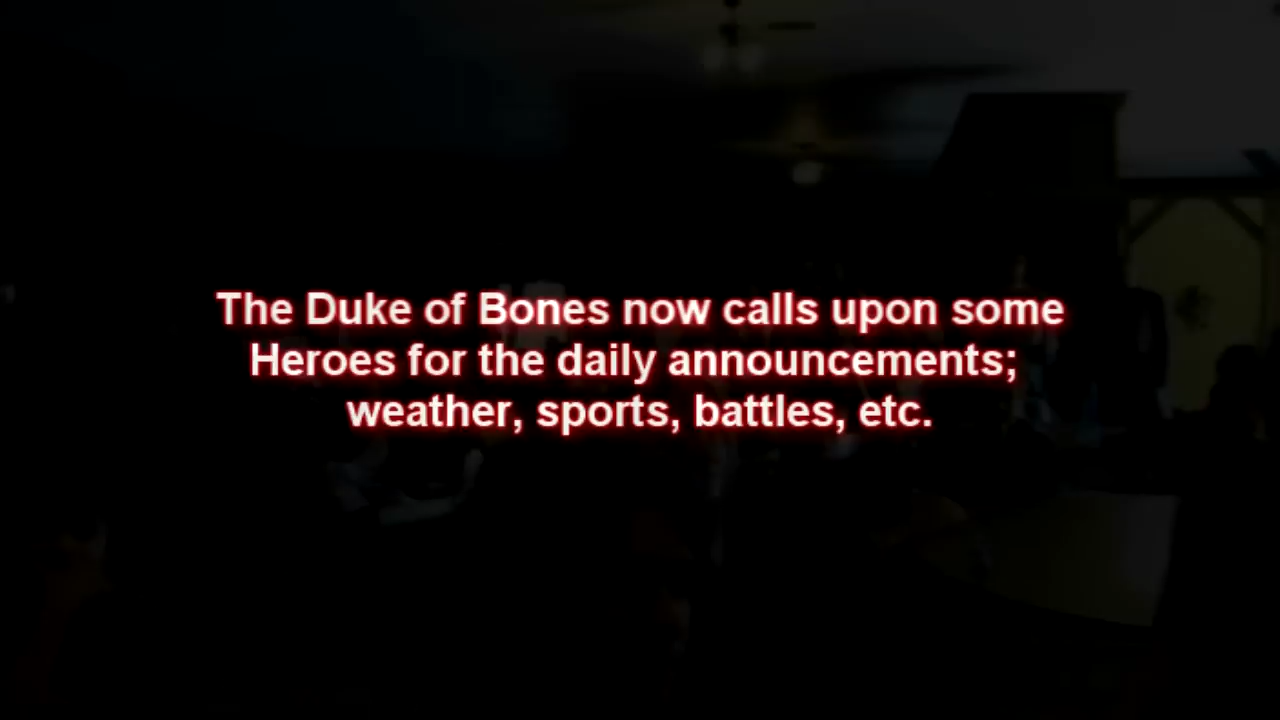 The Duke of Bones now calls upon some
Heroes for the daily announcements;
weather, sports, battles, etc.